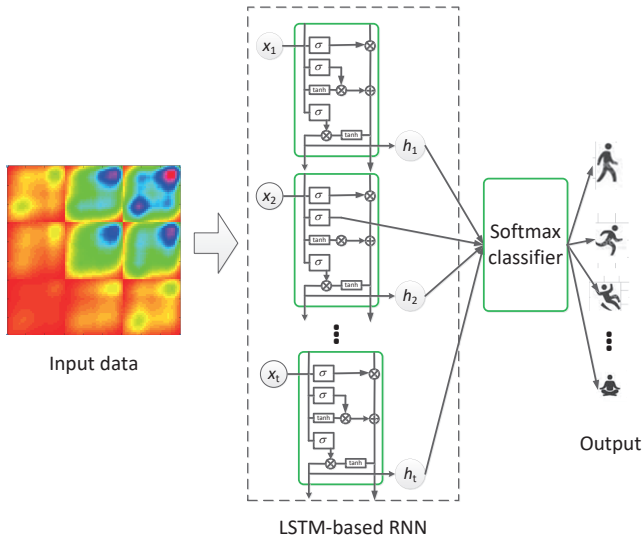 x1
σ
σ
tanh
σ
tanh
h1
x2
σ
σ
tanh
σ
tanh
h2
xt
σ
σ
tanh
σ
tanh
ht
Softmax
classifier
Input data
Output
LSTM-based RNN